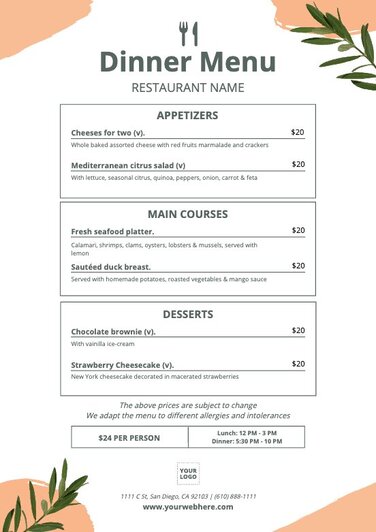 Dinner Menu
RESTAURANT NAME
APPETIZERS
Cheeses for two (v). $20
Whole baked assorted cheese with red fruits marmalade and crackers
Mediterranean citrus salad (v) $20
With lettuce, seasonal citrus, quinoa, peppers, onion, carrot & feta
MAIN COURSES
Fresh seafood platter. $20
Calamari, shrimps, clams, oysters, lobsters & mussels, served with
lemon
Sautéed duck breast. $20
Served with homemade potatoes, roasted vegetables & mango sauce
DESSERTS
Chocolate brownie (v). $20
With vainilla ice-cream
Strawberry Cheesecake (v). $20
New York cheesecake decorated in macerated strawberries
The above prices are subject to change
We adapt the menu to different allergies and intolerances
$24 PER PERSON
Lunch: 12 PM - 3 PM
Dinner: 5:30 PM - 10 PM
YOUR
LOGO
1111 C St, San Diego, CA 92103 | (610) 888-1111
www.yourwebhere.com